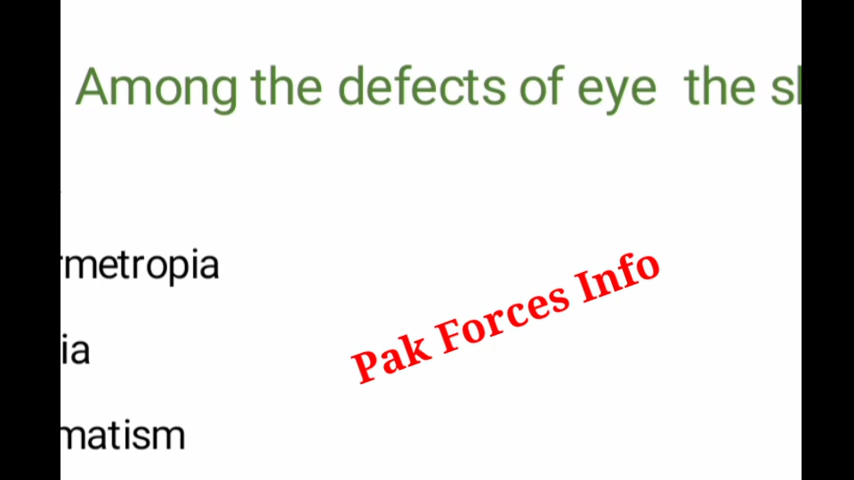 Among the defects of eye the s
rmetropia
Pak Forces Info
ia
matism